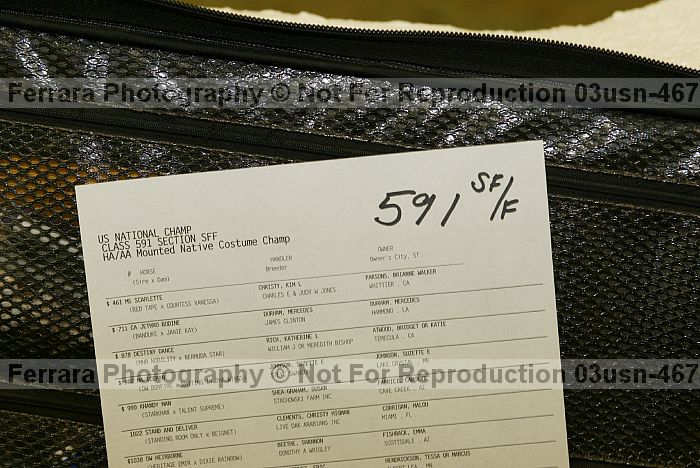 Ferrara Photography © Not For Reproduction 03usn-467
591 SF/F
US NATIONAL CHAMP
CLASS 591 SECTION SFF
HA/AA Mounted Native Costume Champ
# HORSE HANDLER OWNER
(Sire x Dam) Breeder Owner's City, ST
$ 461 MS SCARLETTE CHRISTY, KIM L PARSONS, BRIANNE WALKER
(RED TAPE x COUNTESS VANESSA) CHARLES E & JUDY W JONES WHITTIER , CA
$ 711 CA JETHRO BODINE DURHAM, MERCEDES DURHAM, MERCEDES
(BANDUKE x JANIE KAY) JAMES CLINTON HAMMOND , LA
$ 878 DESTINY DANCE RICH, KATHERINE L ATWOOD, BRIDGET OR KATIE
(MHR NOBILITY x BERMUDA STAR) WILLIAM J OR MEREDITH BISHOP TEMECULA , CA
JOHNSON, SUZETTE E JOHNSON, SUZETTE E
Ferrara Photography © Not For Reproduction 03usn-467
$ 990 KHANDY MAN SHEA-GRAHAM, SUSAN CAVE CREEK , AZ
(STARKHAN x TALENT SUPREME) STACHOWSKI FARM INC
1022 STAND AND DELIVER CLEMENTS, CHRISTY HIGMAN CORRIGAN, MALOU
(STANDING ROOM ONLY x BEIGNET) LIVE OAK ARABIANS INC MIAMI , FL
$1038 DW HEIRBORNE BEETHE, SHANNON FISHBACK, EMMA
(HERITAGE EMIR x DIXIE RAINBOW) DOROTHY A WRIGLEY SCOTTSDALE , AZ
HENDRICKSON, TESSA OR MARCUS